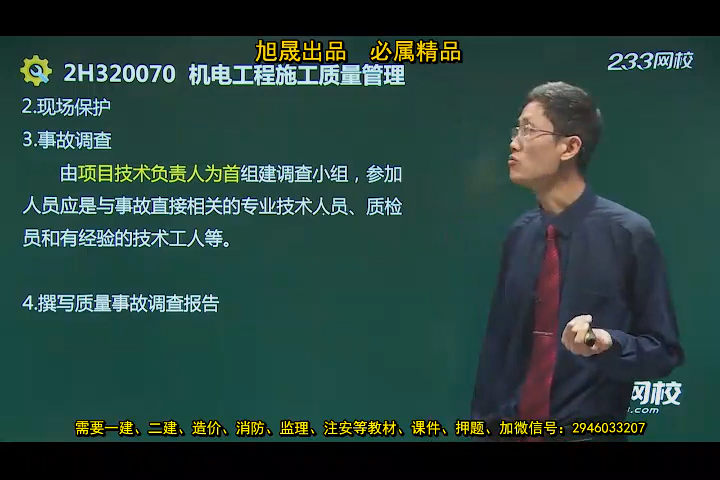 旭晟出品 必属精品
233网校
2H320070 机电工程施工质量管理
2.现场保护
3.事故调查
由项目技术负责人为首组建调查小组，参加
人员应是与事故直接相关的专业技术人员、质检
员和有经验的技术工人等。
4.撰写质量事故调查报告
网校
.com
需要一建、二建、造价、消防、监理、注安等教材、课件、押题、加微信号：2946033207